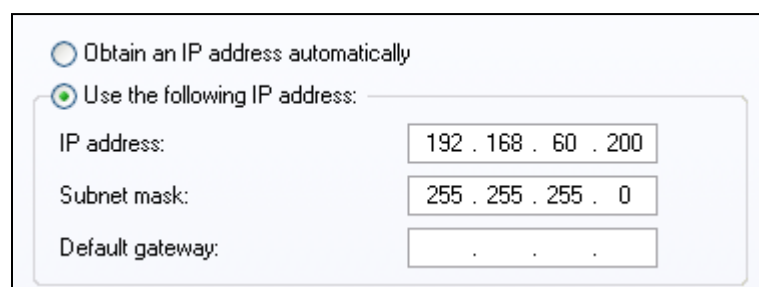 Obtain an IP address automatically
Use the following IP address:
IP address: 192 . 168 . 60 . 200
Subnet mask: 255 . 255 . 255 . 0
Default gateway: . . .